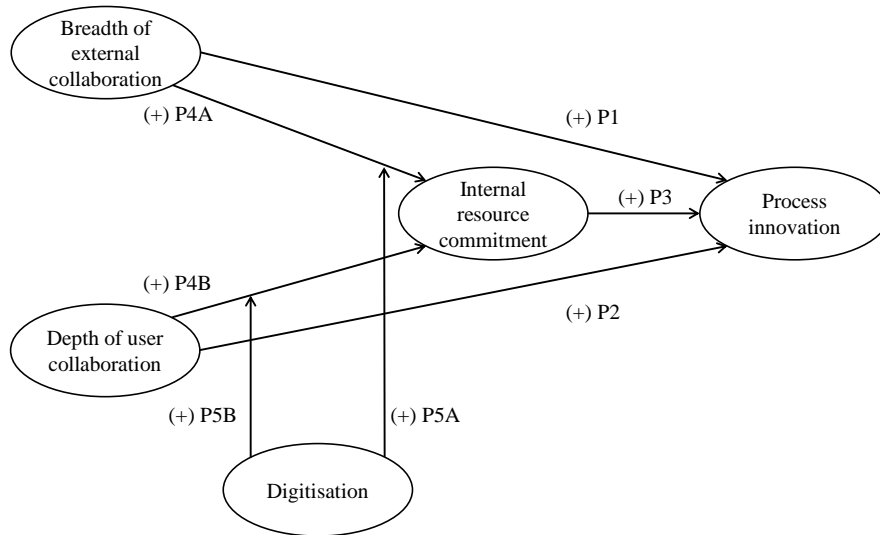 Breadth of
external
collaboration
(+) P4A
(+) P1
Internal
resource
commitment
(+) P3
Process
innovation
(+) P4B
(+) P2
Depth of user
collaboration
(+) P5B
(+) P5A
Digitisation